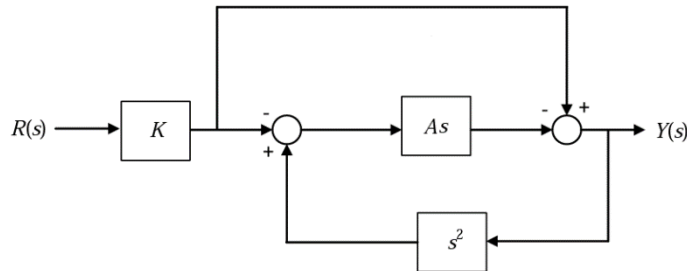 - - +
R(s) K As Y(s)
+
s²